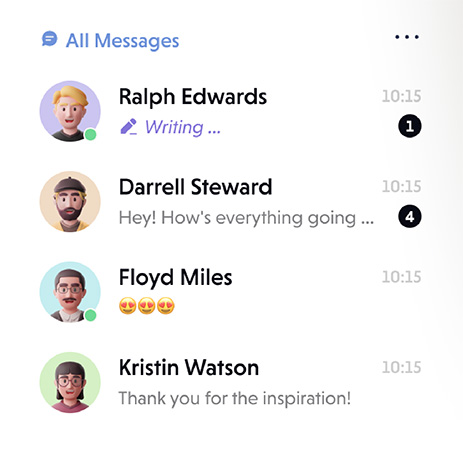 All Messages
Ralph Edwards 10:15
Writing ... 1
Darrell Steward 10:15
Hey! How's everything going ... 4
Floyd Miles 10:15
😍😍😍
Kristin Watson 10:15
Thank you for the inspiration!